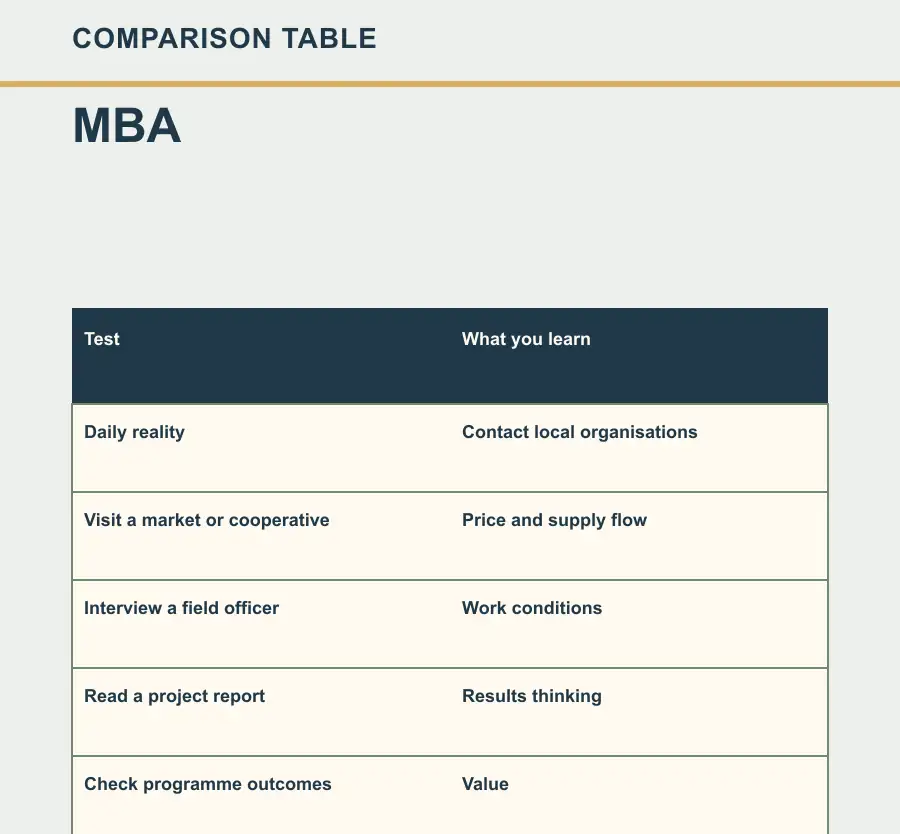 COMPARISON TABLE
MBA
Test What you learn
Daily reality Contact local organisations
Visit a market or cooperative Price and supply flow
Interview a field officer Work conditions
Read a project report Results thinking
Check programme outcomes Value